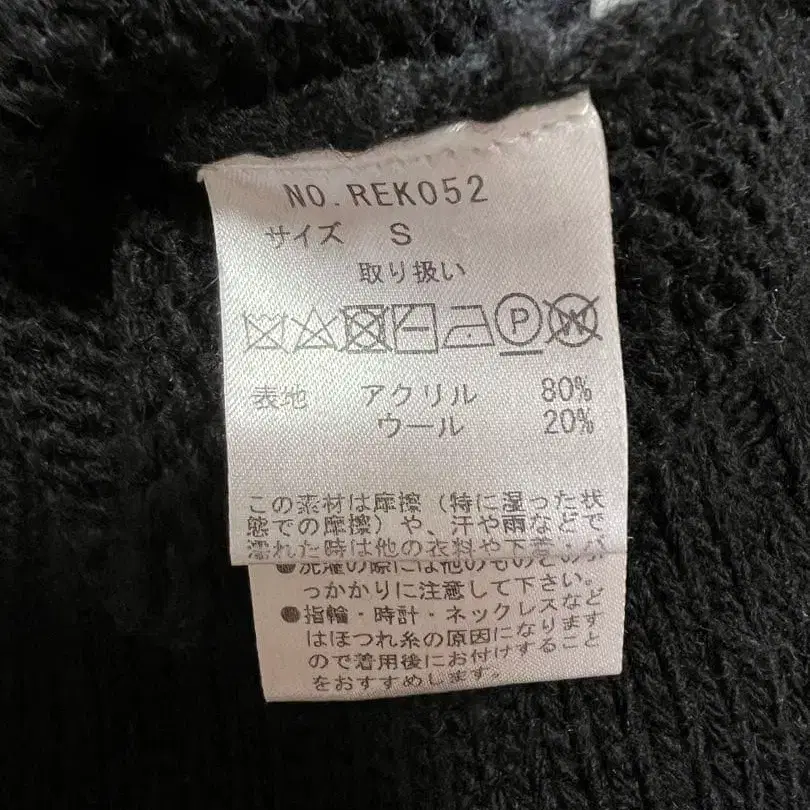 NO.REK052
サイズ S
取り扱い
P W
表地 アクリル 80%
ウール 20%
この素材は摩擦（特に湿った状
態での摩擦）や、汗や雨などで
濡れた時は他の衣料や下着・バ
●洗濯の際には他のものとのひ
っかかりに注意して下さい。
●指輪・時計・ネックレスなど
はほつれ糸の原因になります
ので着用後にお付けすること
をおすすめします。